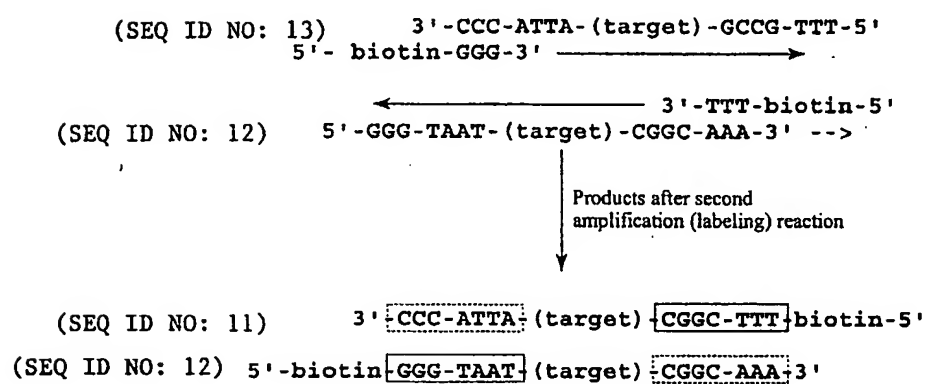 (SEQ ID NO: 13) 3'-CCC-ATTA-(target)-GCCG-TTT-5'
5'- biotin-GGG-3'
3'-TTT-biotin-5'
(SEQ ID NO: 12) 5'-GGG-TAAT-(target)-CGGC-AAA-3' -->
Products after second
amplification (labeling) reaction
(SEQ ID NO: 11) 3'-CCC-ATTA-(target)-CGGC-TTT-biotin-5'
(SEQ ID NO: 12) 5'-biotin-GGG-TAAT-(target)-CGGC-AAA-3'